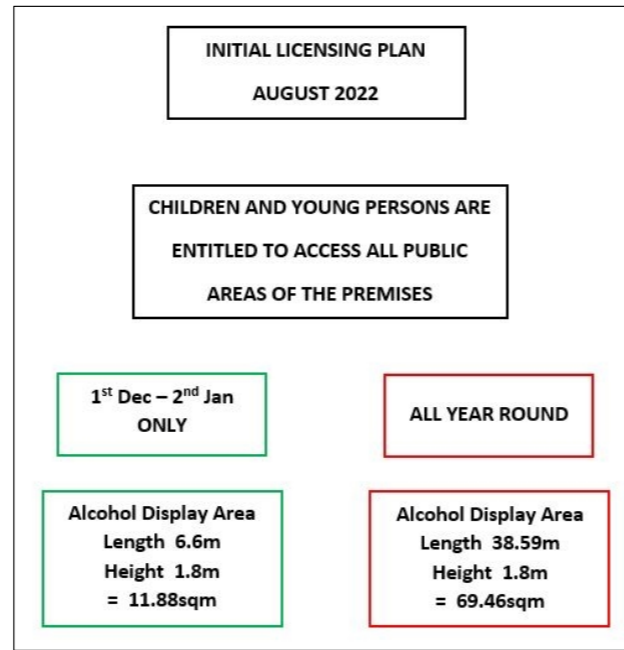 INITIAL LICENSING PLAN
AUGUST 2022
CHILDREN AND YOUNG PERSONS ARE
ENTITLED TO ACCESS ALL PUBLIC
AREAS OF THE PREMISES
1st Dec – 2nd Jan
ONLY
ALL YEAR ROUND
Alcohol Display Area
Length 6.6m
Height 1.8m
= 11.88sqm
Alcohol Display Area
Length 38.59m
Height 1.8m
= 69.46sqm